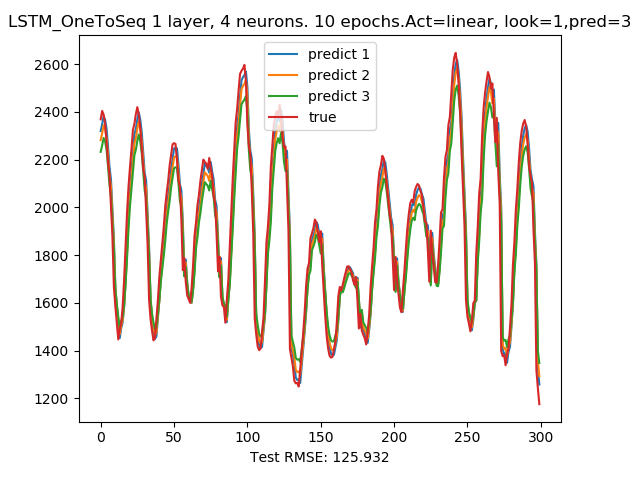 LSTM_OneToSeq 1 layer, 4 neurons. 10 epochs.Act=linear, look=1,pred=3
predict 1
predict 2
predict 3
true
2600
2400
2200
2000
1800
1600
1400
1200
0 50 100 150 200 250 300
Test RMSE: 125.932